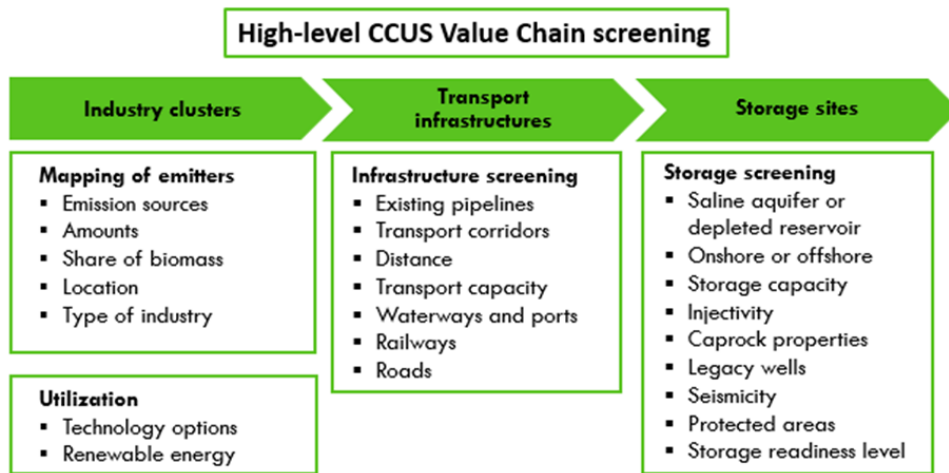 High-level CCUS Value Chain screening
Industry clusters
Transport
infrastructures
Storage sites
Mapping of emitters
▪ Emission sources
▪ Amounts
▪ Share of biomass
▪ Location
▪ Type of industry
Utilization
▪ Technology options
▪ Renewable energy
Infrastructure screening
▪ Existing pipelines
▪ Transport corridors
▪ Distance
▪ Transport capacity
▪ Waterways and ports
▪ Railways
▪ Roads
Storage screening
▪ Saline aquifer or
depleted reservoir
▪ Onshore or offshore
▪ Storage capacity
▪ Injectivity
▪ Caprock properties
▪ Legacy wells
▪ Seismicity
▪ Protected areas
▪ Storage readiness level